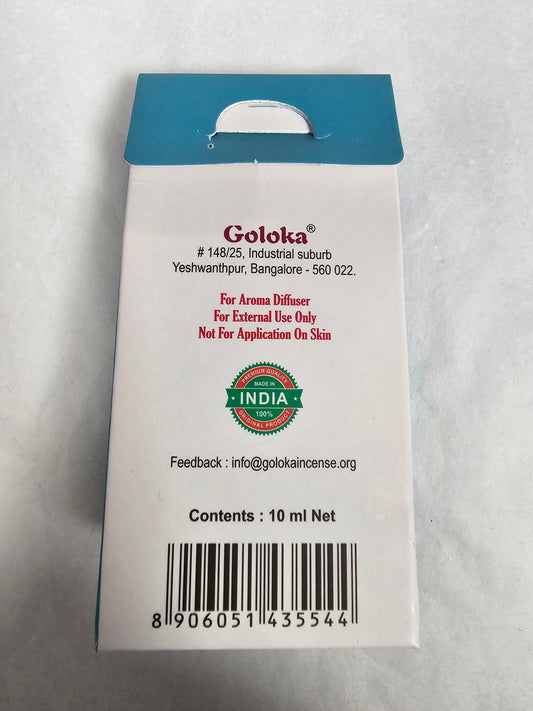 Goloka®
# 148/25, Industrial suburb
Yeshwanthpur, Bangalore - 560 022.
For Aroma Diffuser
For External Use Only
Not For Application On Skin
PREMIUM QUALITY
MADE IN
INDIA
100%
ORIGINAL PRODUCT
Feedback : info@golokaincense.org
Contents : 10 ml Net
8 906051 435544